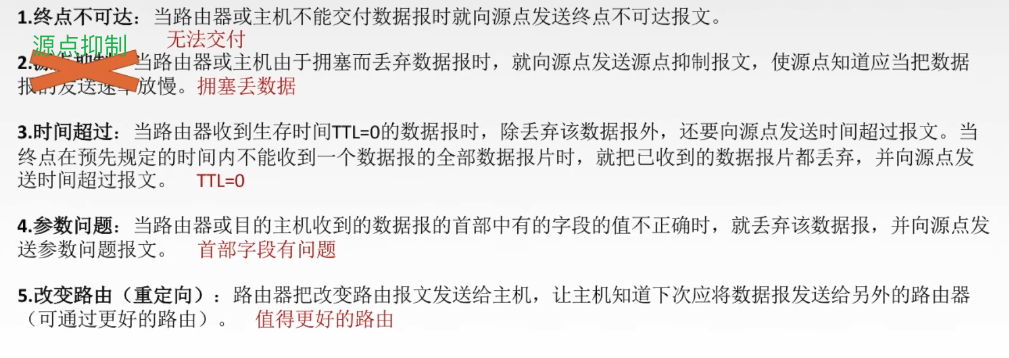 1.终点不可达：当路由器或主机不能交付数据报时就向源点发送终点不可达报文。
源点抑制 无法交付
2. 当路由器或主机由于拥塞而丢弃数据报时，就向源点发送源点抑制报文，使源点知道应当把数据
报的发送速率放慢。拥塞丢数据
3.时间超过：当路由器收到生存时间TTL=0的数据报时，除丢弃该数据报外，还要向源点发送时间超过报文。当
终点在预先规定的时间内不能收到一个数据报的全部数据报片时，就把已收到的数据报片都丢弃，并向源点发
送时间超过报文。 TTL=0
4.参数问题：当路由器或目的主机收到的数据报的首部中有的字段的值不正确时，就丢弃该数据报，并向源点发
送参数问题报文。 首部字段有问题
5.改变路由（重定向）：路由器把改变路由报文发送给主机，让主机知道下次应将数据报发送给另外的路由器
（可通过更好的路由）。 值得更好的路由